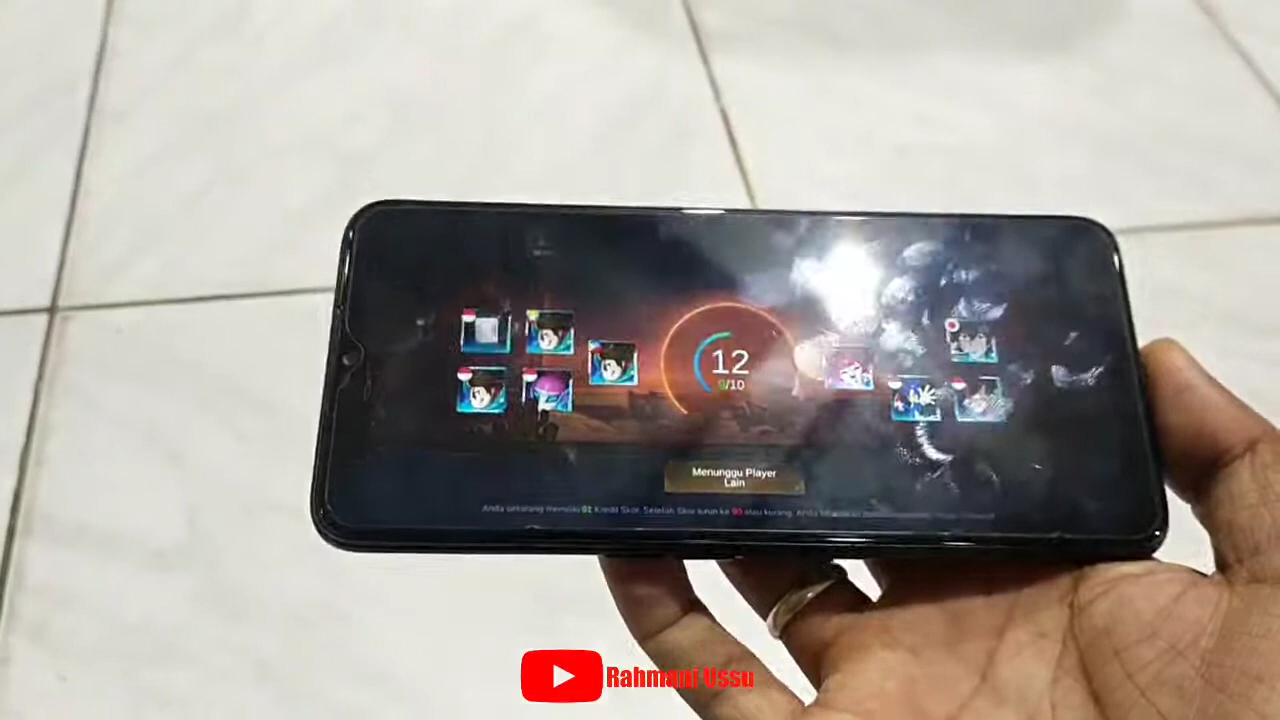 12
9/10
Menunggu Player
Lain
Anda sekarang memiliki 91 Kredit Skor. Setelah Skor turun ke 90 atau kurang, Anda
Rahmani Ussu